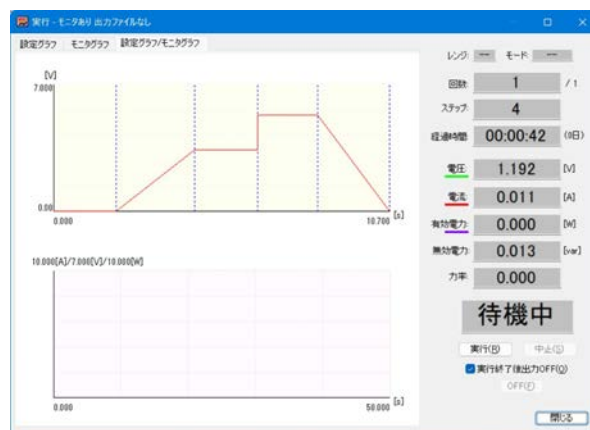 実行 - モニタあり 出力ファイルなし
設定グラフ モニタグラフ 設定グラフ/モニタグラフ
[V]
7.000
0.00
0.000
10.700 [s]
10.000[A]/7.000[V]/10.000[W]
0.000
50.000 [s]
レンジ: ー モード: ー
回数: 1 / 1
ステップ: 4
経過時間: 00:00:42 (0日)
電圧: 1.192 [V]
電流: 0.011 [A]
有効電力: 0.000 [W]
無効電力: 0.013 [var]
力率: 0.000
待機中
実行(R) 中止(S)
実行終了後出力OFF(Q)
OFF(F)
閉じる